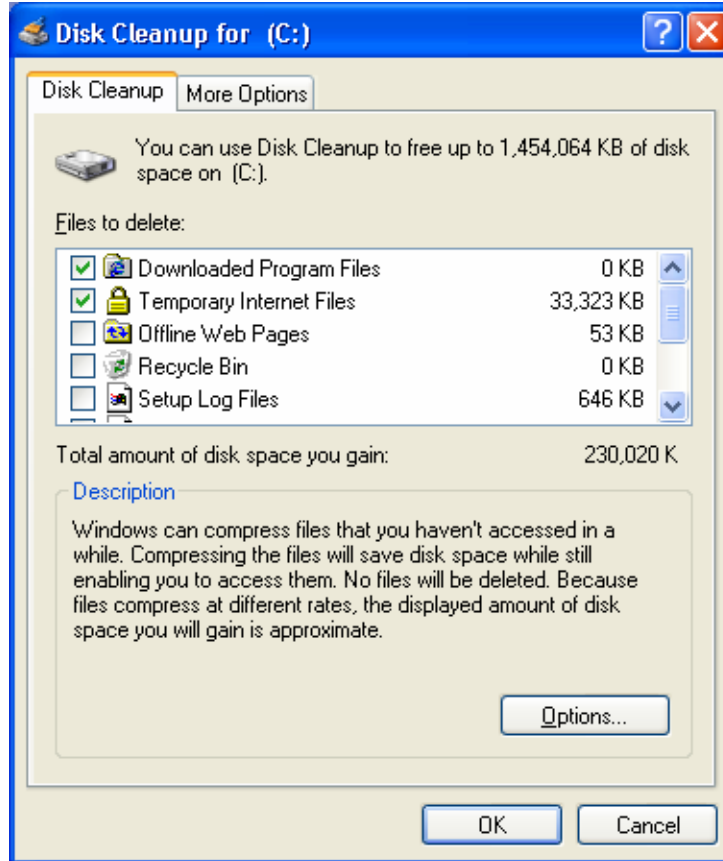 Disk Cleanup for (C:)
Disk Cleanup More Options
You can use Disk Cleanup to free up to 1,454,064 KB of disk
space on (C:).
Files to delete:
Downloaded Program Files 0 KB
Temporary Internet Files 33,323 KB
Offline Web Pages 53 KB
Recycle Bin 0 KB
Setup Log Files 646 KB
Total amount of disk space you gain: 230,020 K
Description
Windows can compress files that you haven't accessed in a
while. Compressing the files will save disk space while still
enabling you to access them. No files will be deleted. Because
files compress at different rates, the displayed amount of disk
space you will gain is approximate.
Options...
OK Cancel